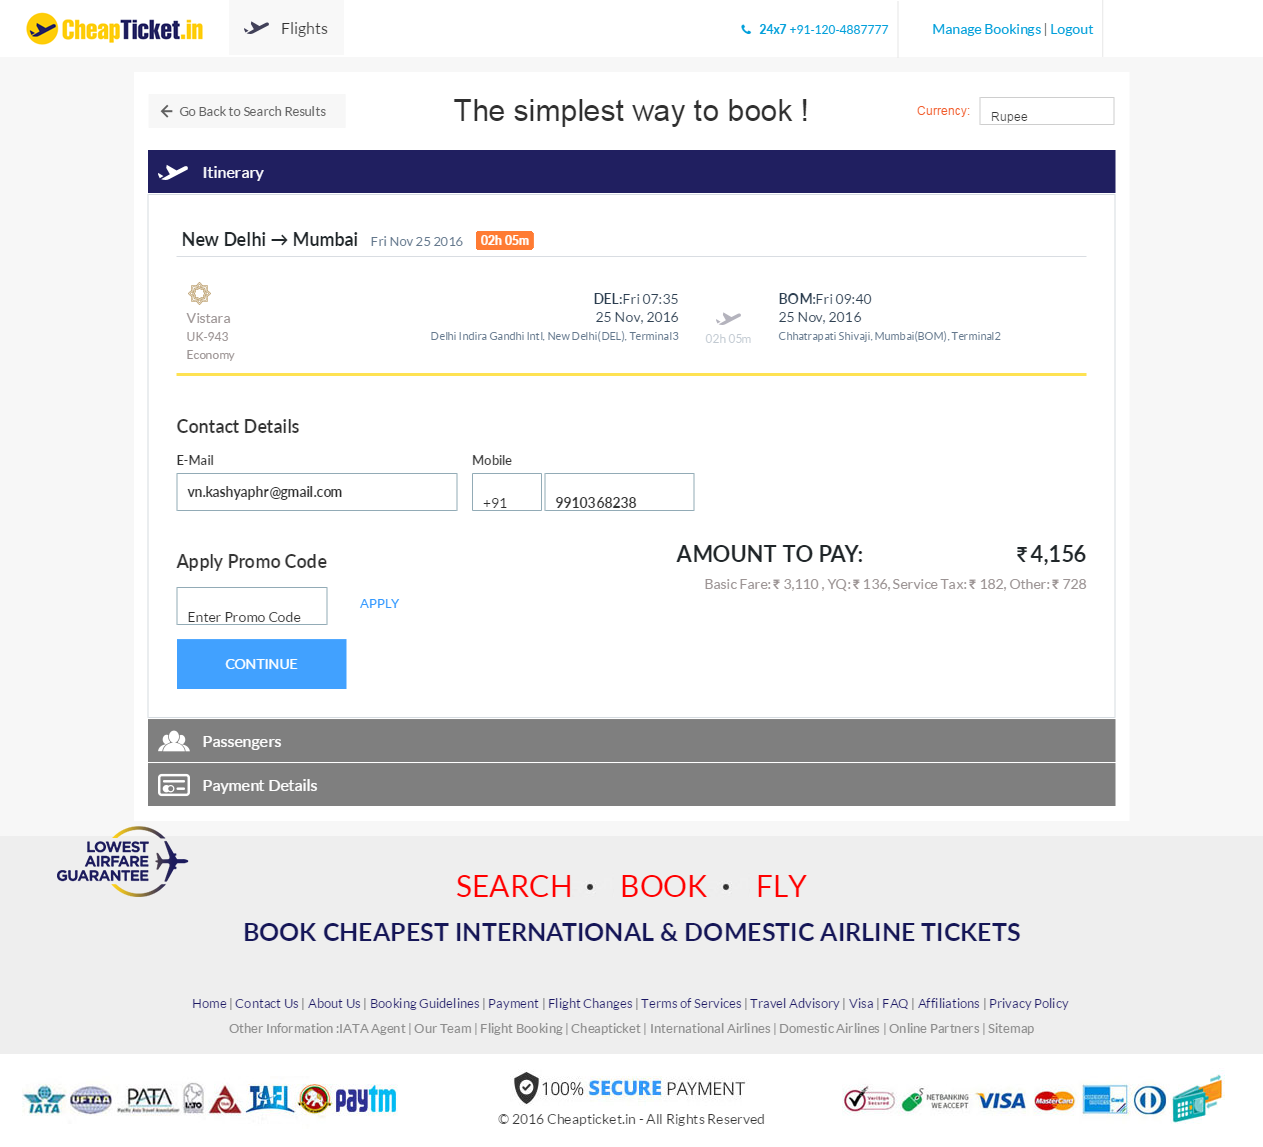 CheapTicket.in Flights 24x7 +91-120-4887777 Manage Bookings | Logout
Go Back to Search Results The simplest way to book ! Currency: Rupee
Itinerary
New Delhi → Mumbai Fri Nov 25 2016 02h 05m
Vistara
UK-943
Economy
DEL:Fri 07:35
25 Nov, 2016
Delhi Indira Gandhi Intl, New Delhi(DEL), Terminal3
02h 05m
BOM:Fri 09:40
25 Nov, 2016
Chhatrapati Shivaji, Mumbai(BOM), Terminal2
Contact Details
E-Mail Mobile
vn.kashyaphr@gmail.com +91 9910368238
Apply Promo Code
Enter Promo Code APPLY
CONTINUE
AMOUNT TO PAY: ₹ 4,156
Basic Fare: ₹ 3,110 , YQ: ₹ 136, Service Tax: ₹ 182, Other: ₹ 728
Passengers
Payment Details
LOWEST
AIRFARE
GUARANTEE
SEARCH • BOOK • FLY
BOOK CHEAPEST INTERNATIONAL & DOMESTIC AIRLINE TICKETS
Home | Contact Us | About Us | Booking Guidelines | Payment | Flight Changes | Terms of Services | Travel Advisory | Visa | FAQ | Affiliations | Privacy Policy
Other Information :IATA Agent | Our Team | Flight Booking | Cheapticket | International Airlines | Domestic Airlines | Online Partners | Sitemap
IATA UFTAA PATA Pacific Asia Travel Association TAFI paytm
100% SECURE PAYMENT
© 2016 Cheapticket.in - All Rights Reserved
VeriSign Secured NETBANKING WE ACCEPT VISA MasterCard AMERICAN EXPRESS